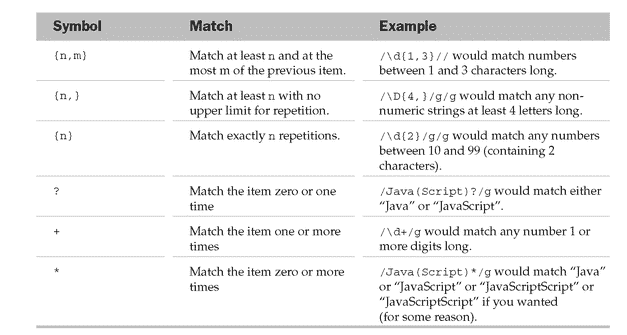 Symbol Match Example
{n,m} Match at least n and at the /\d{1,3}// would match numbers
most m of the previous item. between 1 and 3 characters long.
{n,} Match at least n with no /\D{4,}/g/g would match any non-
upper limit for repetition. numeric strings at least 4 letters long.
{n} Match exactly n repetitions. /\d{2}/g/g would match any numbers
between 10 and 99 (containing 2
characters).
? Match the item zero or one /Java(Script)?/g would match either
time "Java" or "JavaScript".
+ Match the item one or more /\d+/g would match any number 1 or
times more digits long.
* Match the item zero or more /Java(Script)*/g would match "Java"
times or "JavaScript" or "JavaScriptScript" or
"JavaScriptScript" if you wanted
(for some reason).